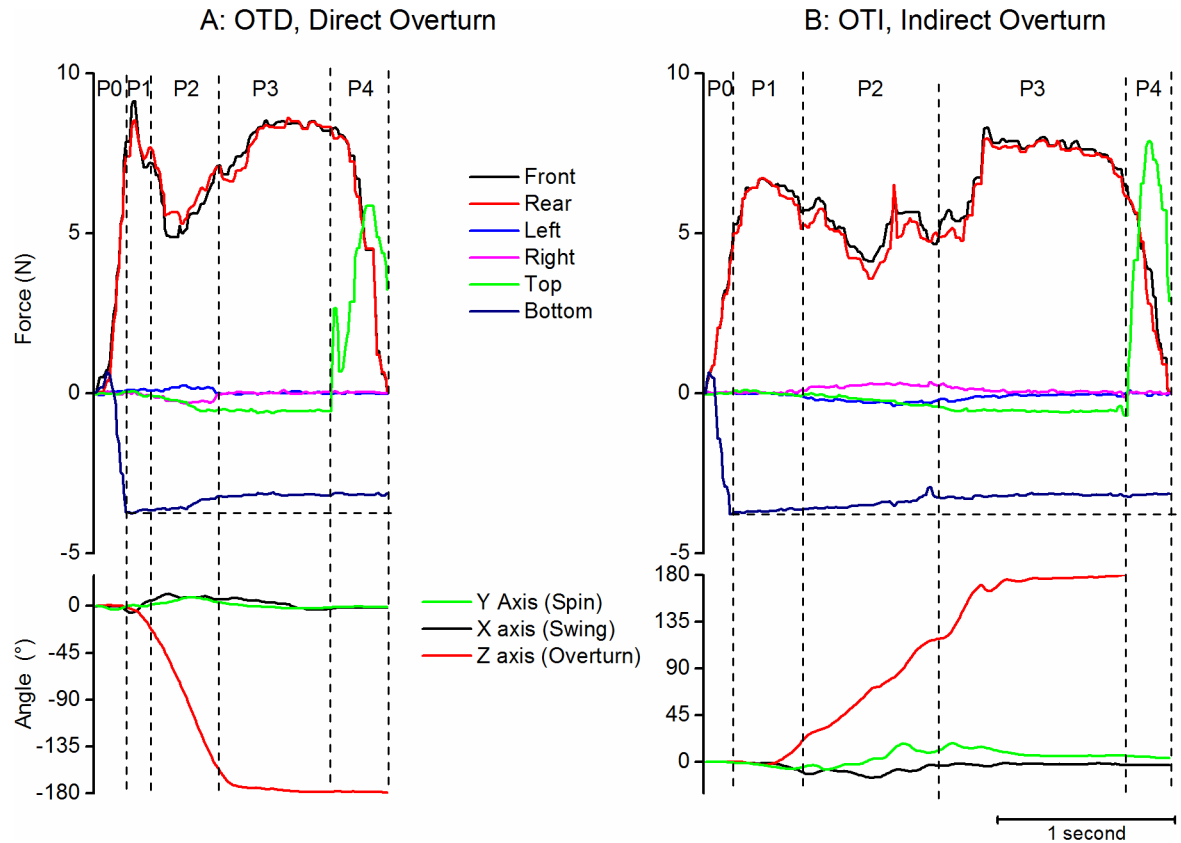 A: OTD, Direct Overturn
B: OTI, Indirect Overturn
10
P0
P1
P2
P3
P4
5
0
-5
Force (N)
Front
Rear
Left
Right
Top
Bottom
P0
P1
P2
P3
P4
10
5
0
-5
0
-45
-90
-135
-180
Angle (°)
Y Axis (Spin)
X axis (Swing)
Z axis (Overturn)
180
135
90
45
0
1 second